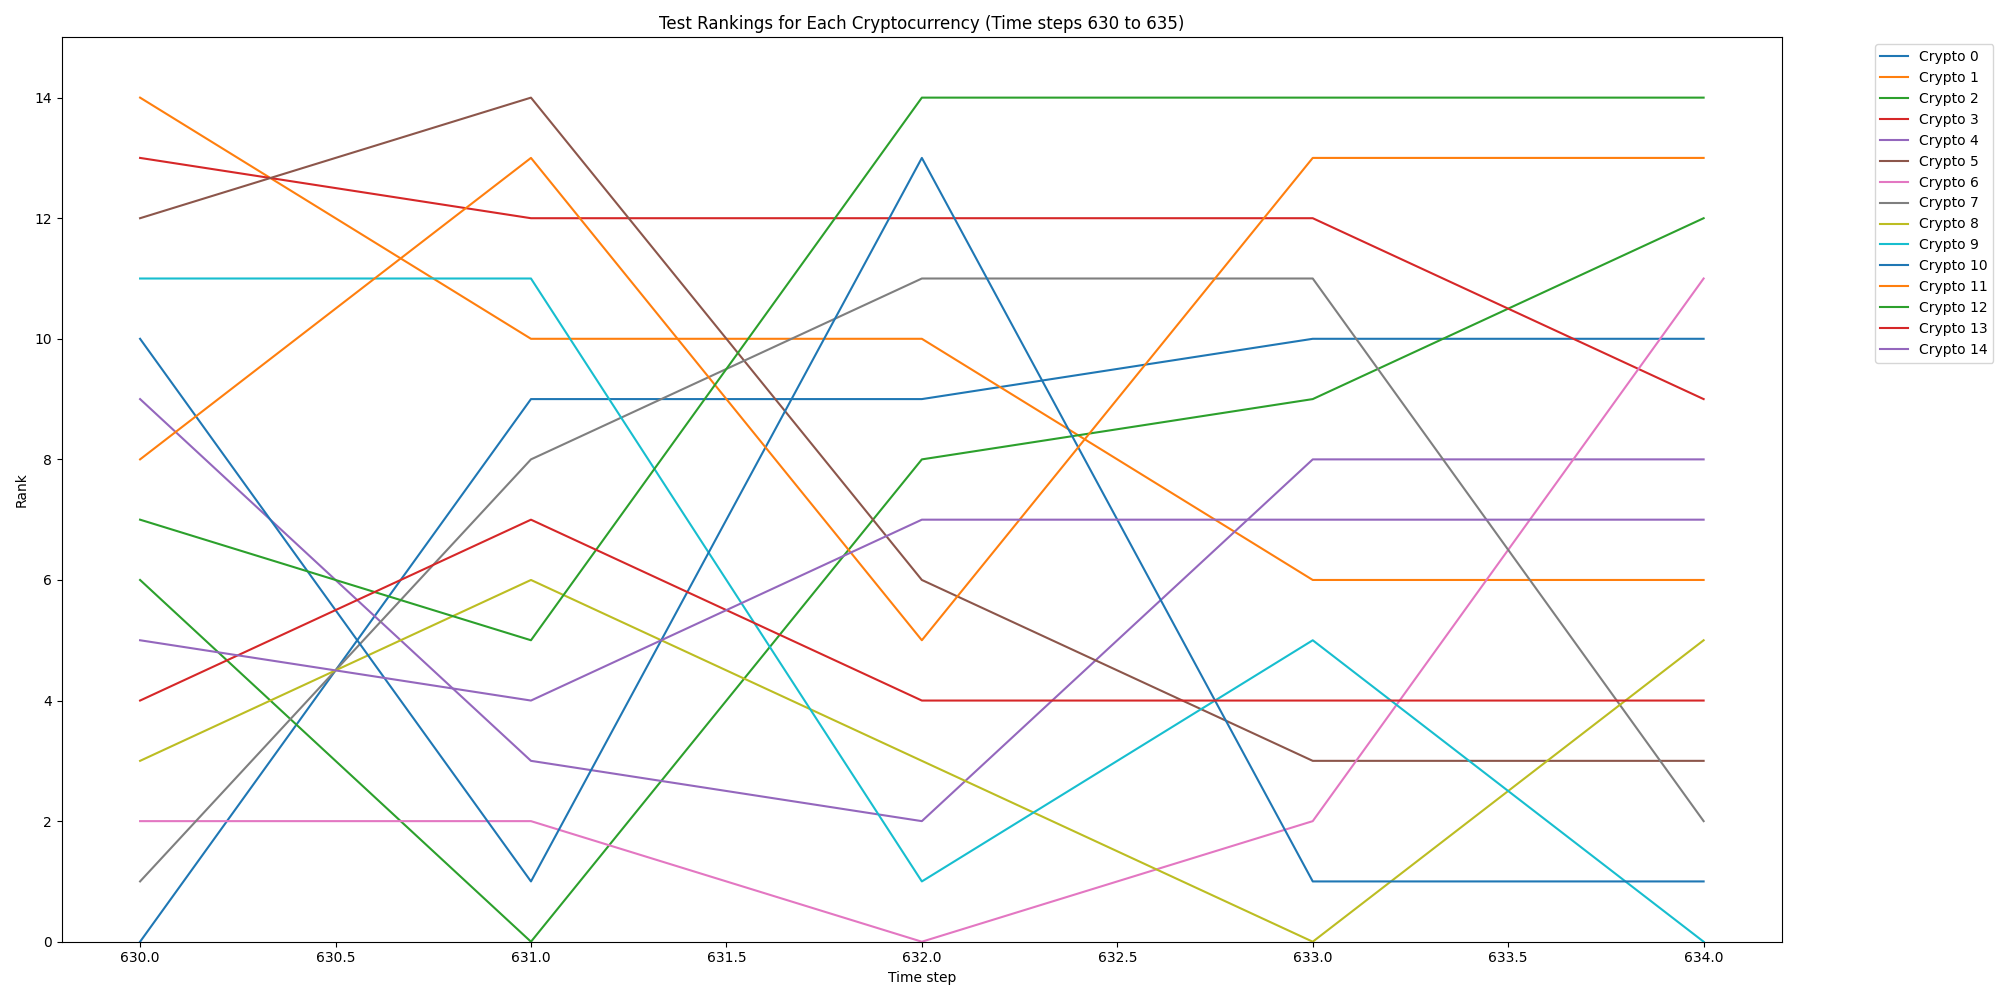 Test Rankings for Each Cryptocurrency (Time steps 630 to 635)
Crypto 0
Crypto 1
Crypto 2
Crypto 3
Crypto 4
Crypto 5
Crypto 6
Crypto 7
Crypto 8
Crypto 9
Crypto 10
Crypto 11
Crypto 12
Crypto 13
Crypto 14
Rank
14
12
10
8
6
4
2
0
630.0 630.5 631.0 631.5 632.0 632.5 633.0 633.5 634.0
Time step